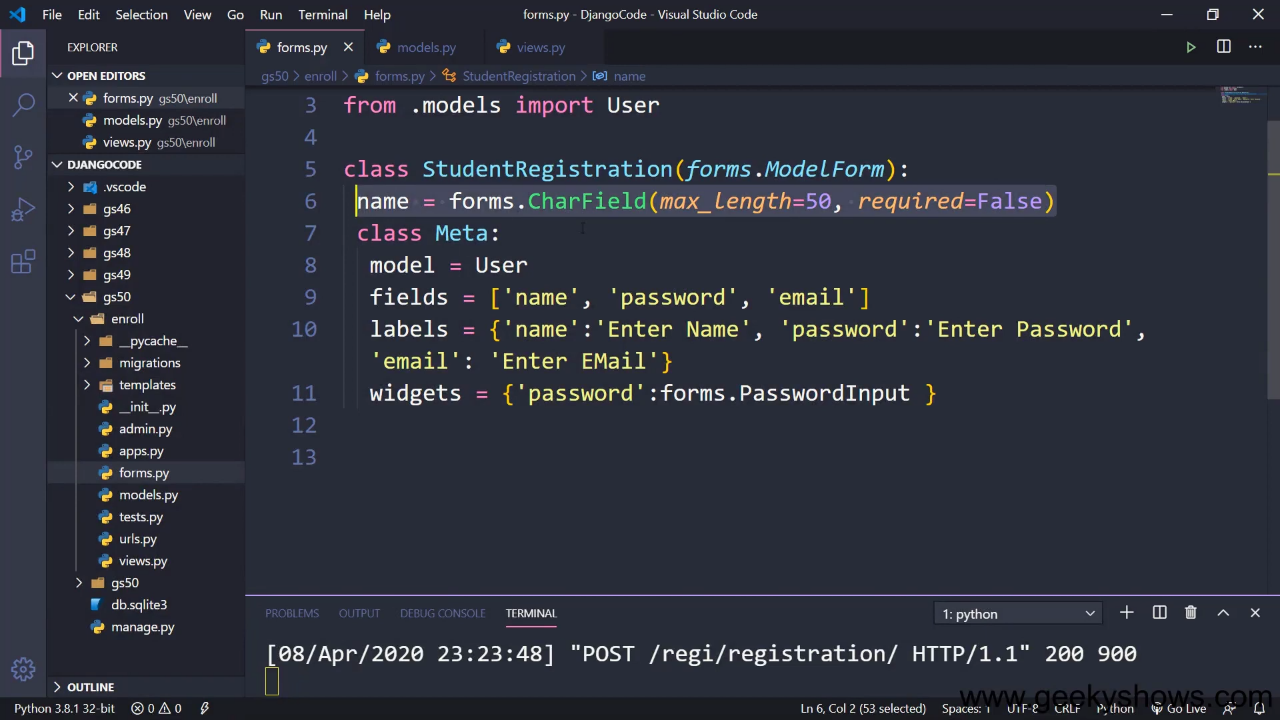 File Edit Selection View Go Run Terminal Help
forms.py - DjangoCode - Visual Studio Code
EXPLORER
forms.py models.py views.py
OPEN EDITORS
forms.py gs50\enroll
models.py gs50\enroll
views.py gs50\enroll
gs50 > enroll > forms.py > StudentRegistration > name
DJANGOCODE
.vscode
gs46
gs47
gs48
gs49
gs50
enroll
__pycache__
migrations
templates
__init__.py
admin.py
apps.py
forms.py
models.py
tests.py
urls.py
views.py
gs50
db.sqlite3
manage.py
OUTLINE
3 from .models import User
4
5 class StudentRegistration(forms.ModelForm):
6 name = forms.CharField(max_length=50, required=False)
7 class Meta:
8 model = User
9 fields = ['name', 'password', 'email']
10 labels = {'name':'Enter Name', 'password':'Enter Password',
'email': 'Enter EMail'}
11 widgets = {'password':forms.PasswordInput }
12
13
PROBLEMS OUTPUT DEBUG CONSOLE TERMINAL 1: python
[08/Apr/2020 23:23:48] "POST /regi/registration/ HTTP/1.1" 200 900
www.geekyshows.com
Python 3.8.1 32-bit 0 0 Ln 6, Col 2 (53 selected) Spaces: 1 UTF-8 CRLF Python Go Live